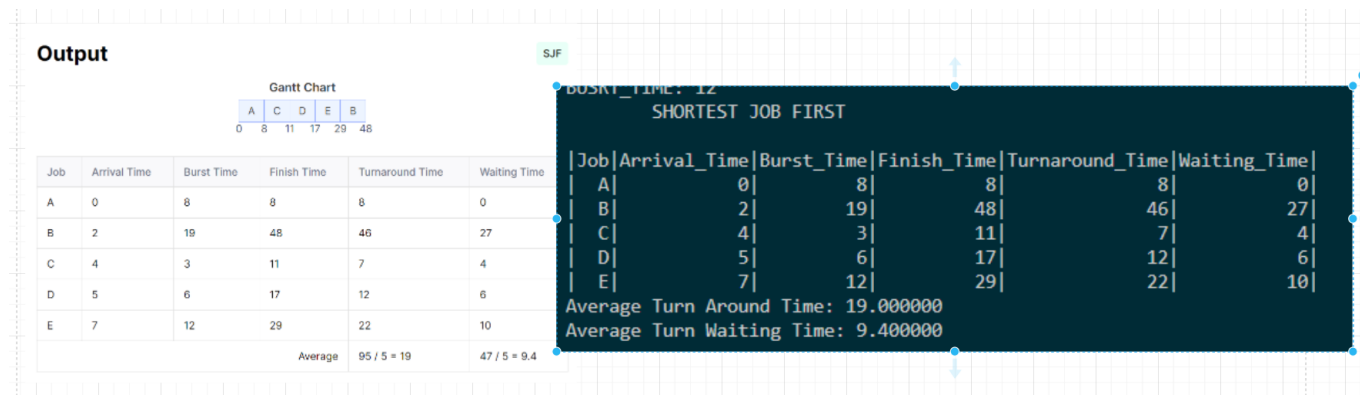 Output
SJF
Gantt Chart
A C D E B
0 8 11 17 29 48
Job Arrival Time Burst Time Finish Time Turnaround Time Waiting Time
A 0 8 8 8 0
B 2 19 48 46 27
C 4 3 11 7 4
D 5 6 17 12 6
E 7 12 29 22 10
Average 95 / 5 = 19 47 / 5 = 9.4
BUSRT_TIME: 12
SHORTEST JOB FIRST
|Job|Arrival_Time|Burst_Time|Finish_Time|Turnaround_Time|Waiting_Time|
| A| 0| 8| 8| 8| 0|
| B| 2| 19| 48| 46| 27|
| C| 4| 3| 11| 7| 4|
| D| 5| 6| 17| 12| 6|
| E| 7| 12| 29| 22| 10|
Average Turn Around Time: 19.000000
Average Turn Waiting Time: 9.400000